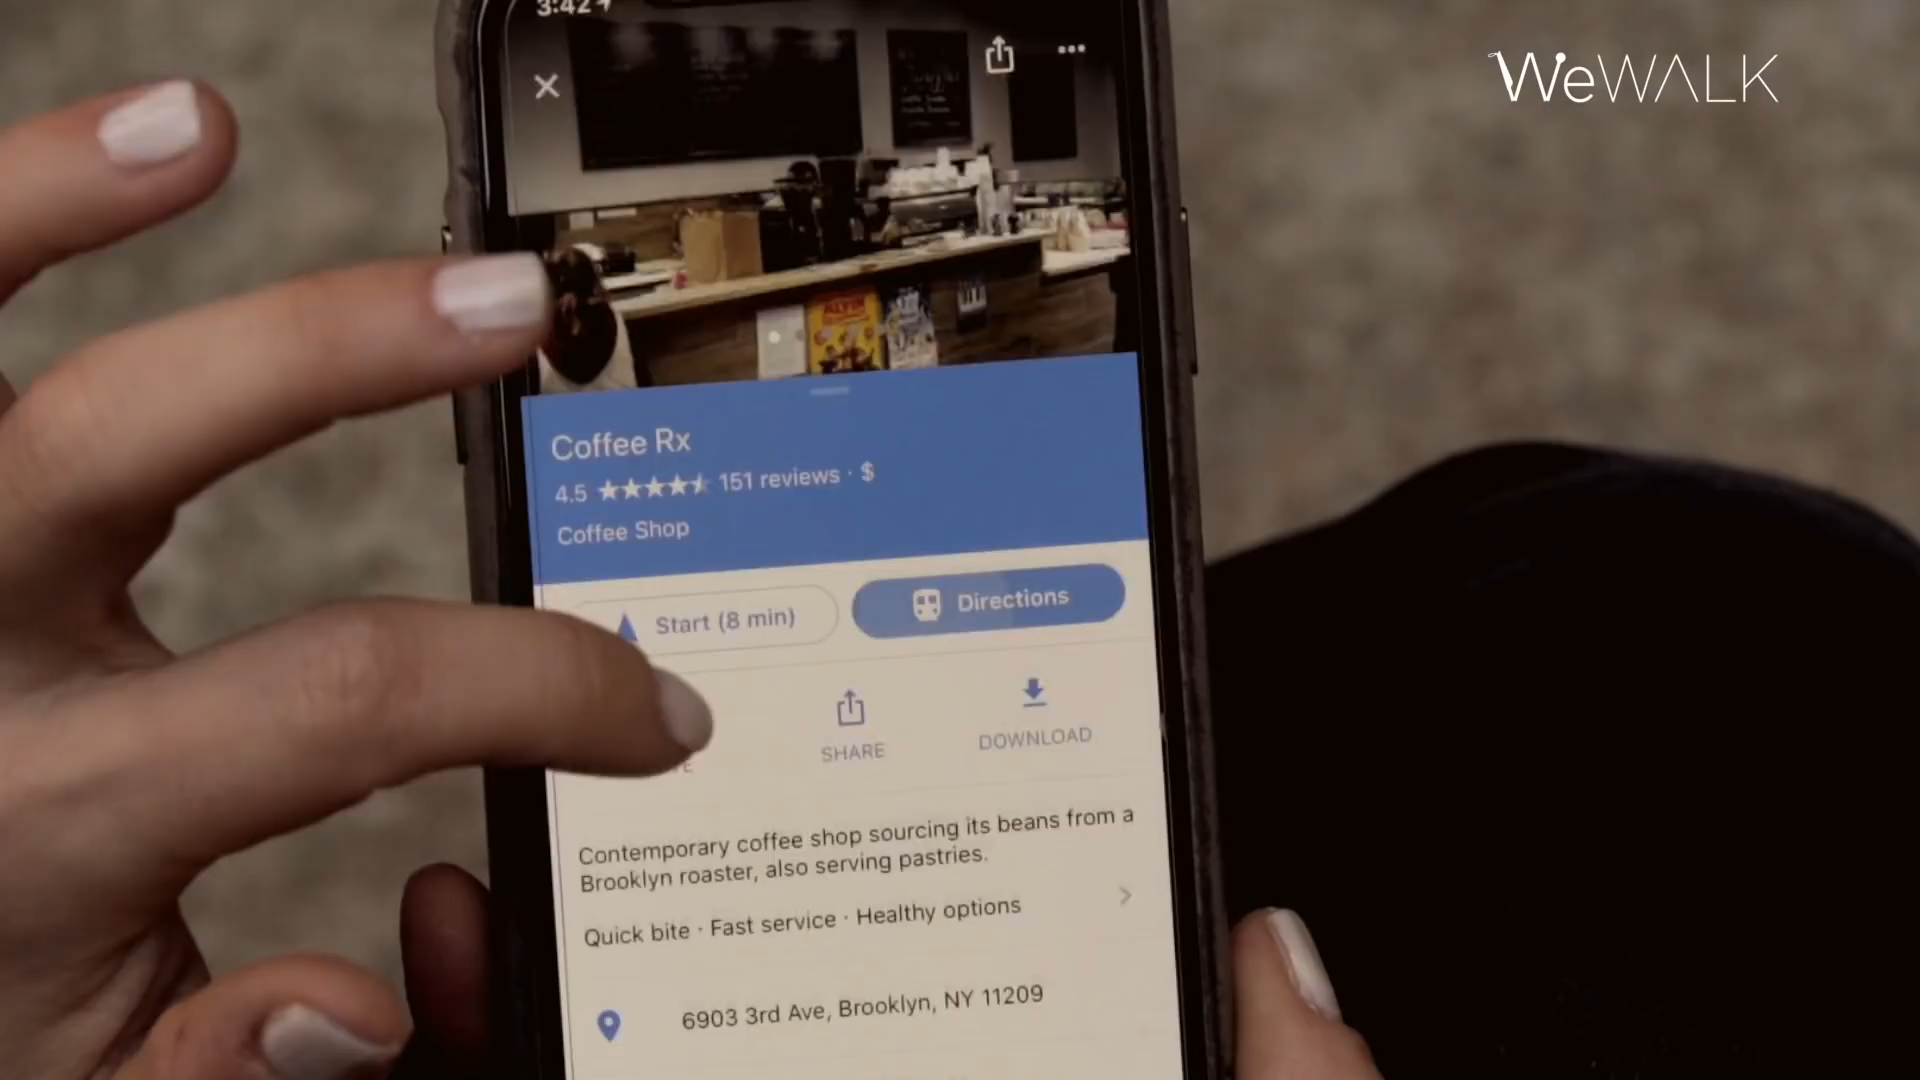 3:42
WeWALK
ALVIN
Coffee Rx
4.5 151 reviews · $
Coffee Shop
Start (8 min)
Directions
SHARE
DOWNLOAD
Contemporary coffee shop sourcing its beans from a
Brooklyn roaster, also serving pastries.
Quick bite · Fast service · Healthy options
6903 3rd Ave, Brooklyn, NY 11209